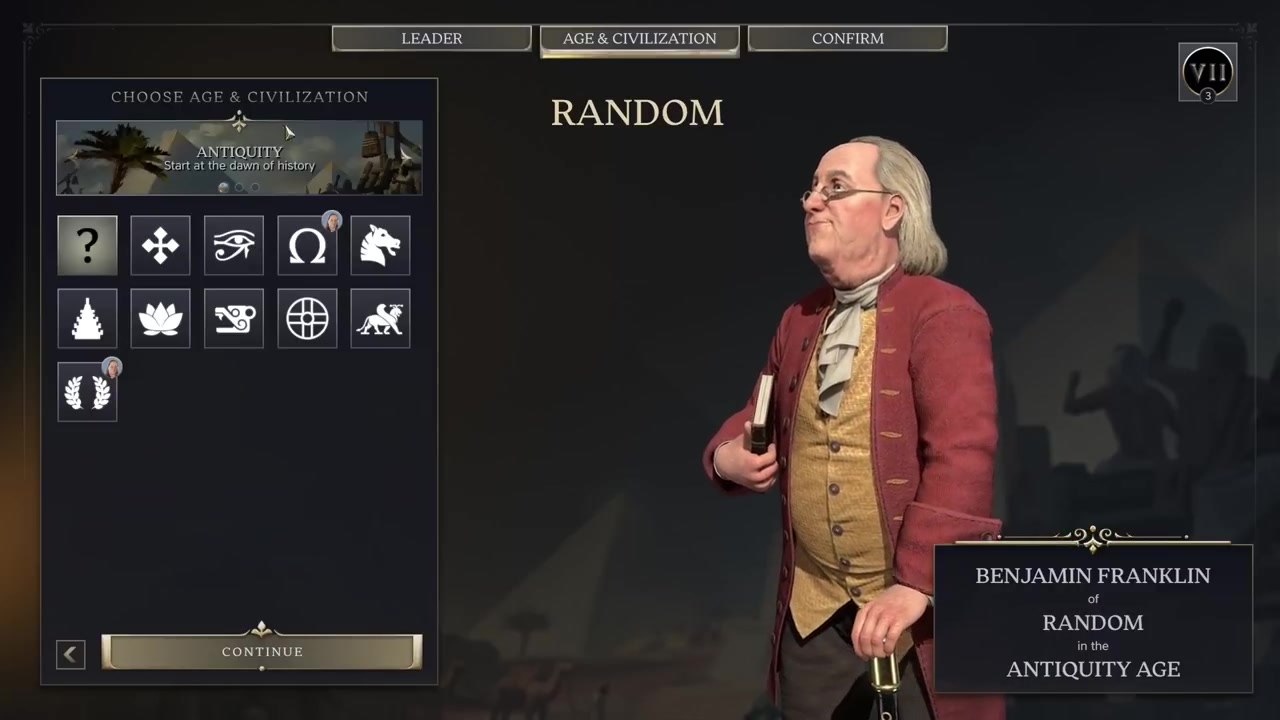 LEADER
AGE & CIVILIZATION
CONFIRM
VII
3
CHOOSE AGE & CIVILIZATION
ANTIQUITY
Start at the dawn of history
RANDOM
?
Ω
CONTINUE
BENJAMIN FRANKLIN
of
RANDOM
in the
ANTIQUITY AGE